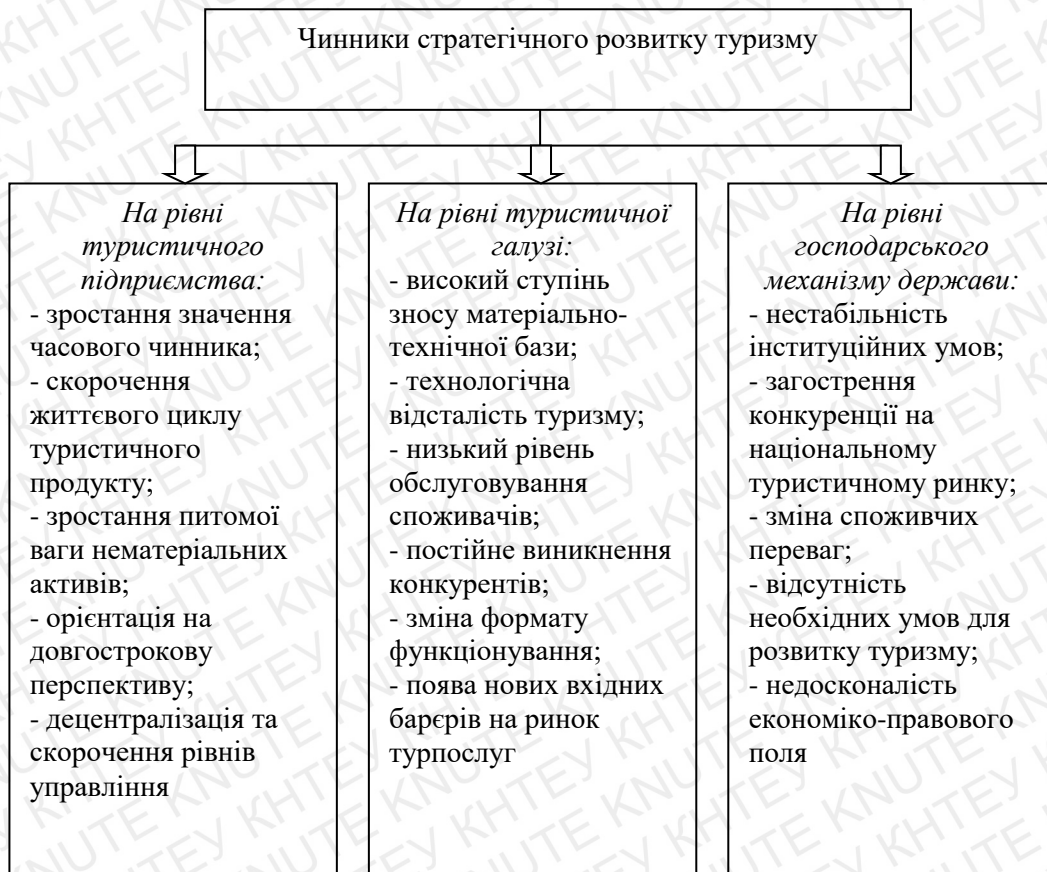 Чинники стратегічного розвитку туризму
На рівні
туристичного
підприємства:
- зростання значення
часового чинника;
- скорочення
життєвого циклу
туристичного
продукту;
- зростання питомої
ваги нематеріальних
активів;
- орієнтація на
довгострокову
перспективу;
- децентралізація та
скорочення рівнів
управління
На рівні туристичної
галузі:
- високий ступінь
зносу матеріально-
технічної бази;
- технологічна
відсталість туризму;
- низький рівень
обслуговування
споживачів;
- постійне виникнення
конкурентів;
- зміна формату
функціонування;
- поява нових вхідних
барєрів на ринок
турпослуг
На рівні
господарського
механізму держави:
- нестабільність
інституційних умов;
- загострення
конкуренції на
національному
туристичному ринку;
- зміна споживчих
переваг;
- відсутність
необхідних умов для
розвитку туризму;
- недосконалість
економіко-правового
поля